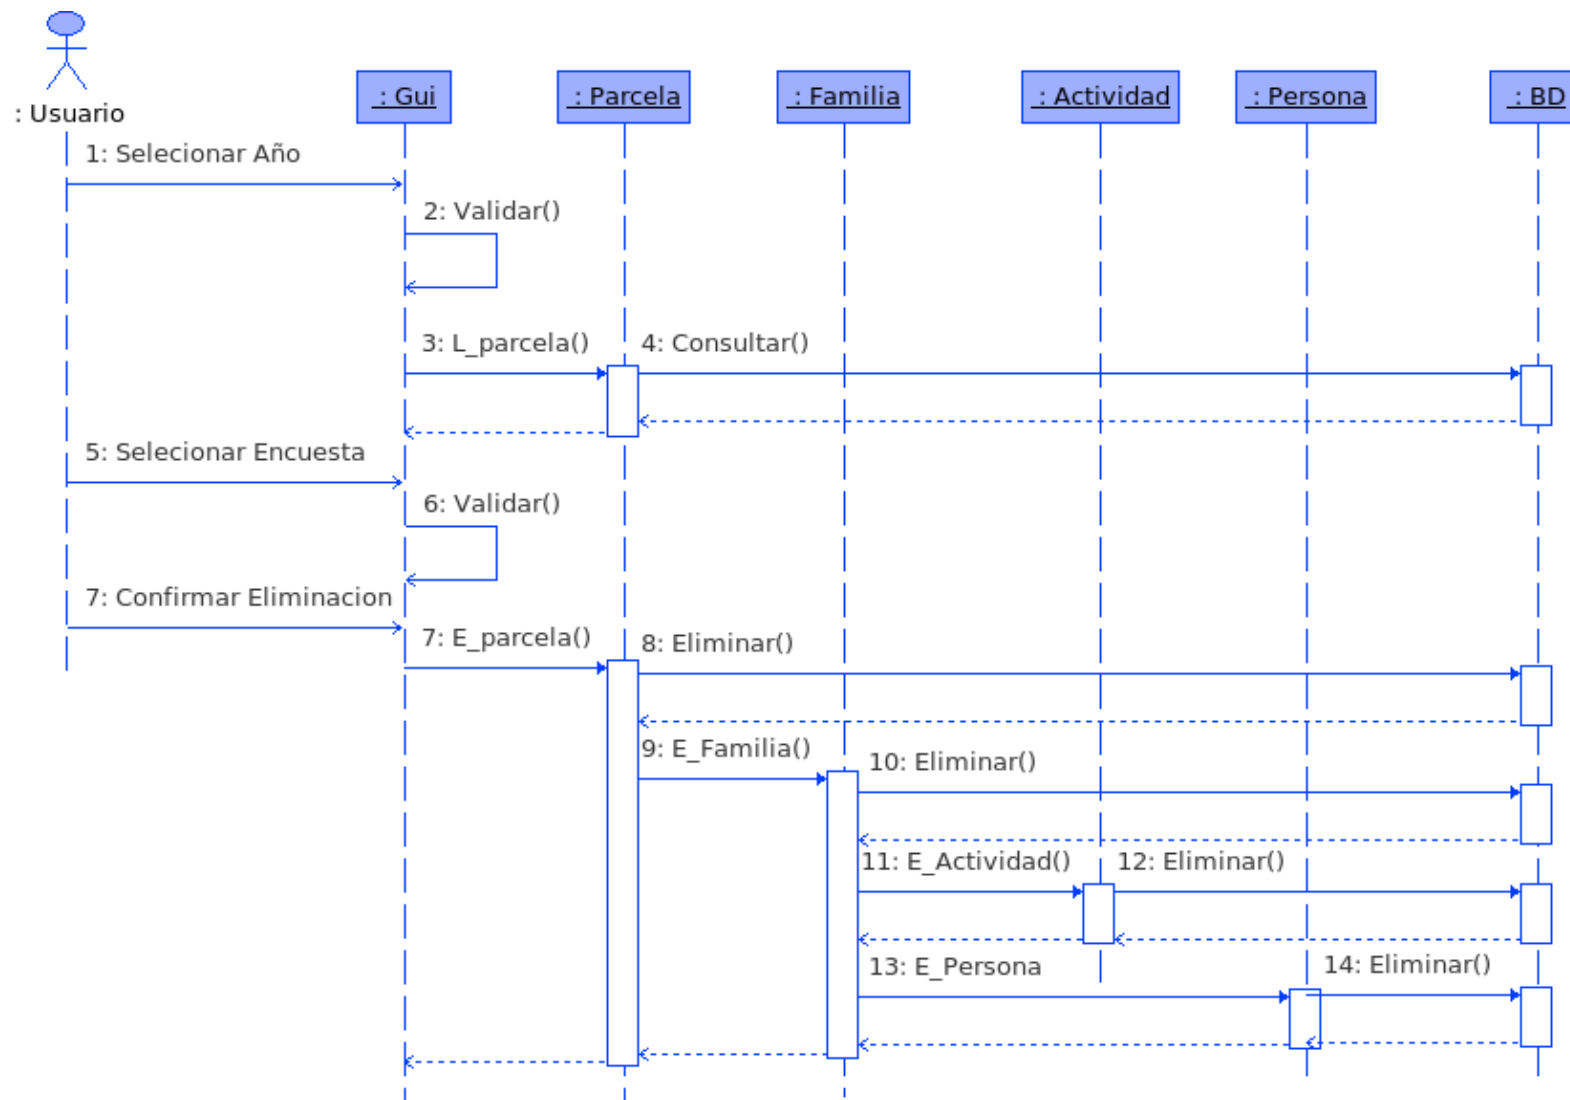 : Usuario
: Gui
: Parcela
: Familia
: Actividad
: Persona
: BD
1: Selecionar Año
2: Validar()
3: L_parcela()
4: Consultar()
5: Selecionar Encuesta
6: Validar()
7: Confirmar Eliminacion
7: E_parcela()
8: Eliminar()
9: E_Familia()
10: Eliminar()
11: E_Actividad()
12: Eliminar()
13: E_Persona
14: Eliminar()